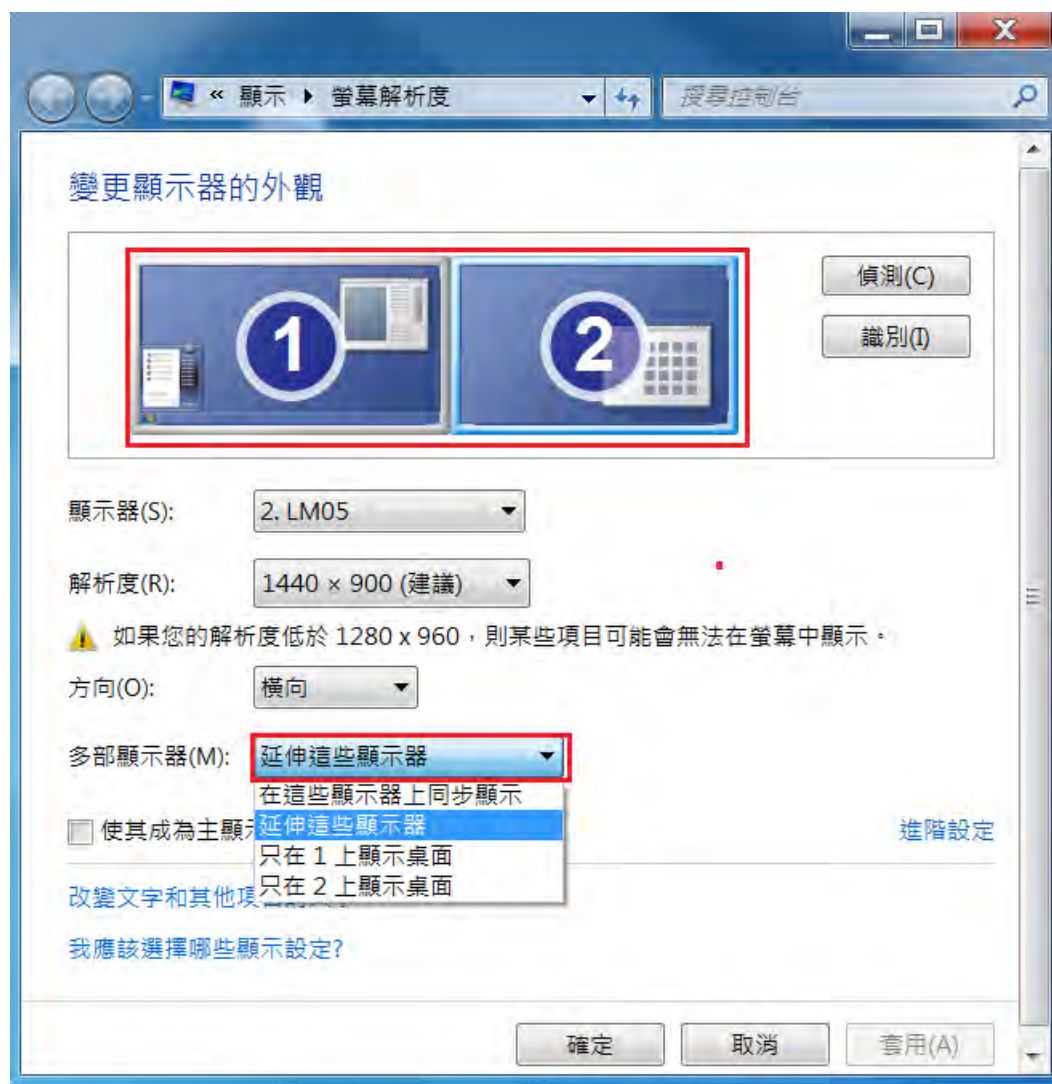 « 顯示 ▸ 螢幕解析度 搜尋控制台
變更顯示器的外觀
1 2
偵測(C)
識別(I)
顯示器(S): 2. LM05
解析度(R): 1440 × 900 (建議)
如果您的解析度低於 1280 x 960，則某些項目可能會無法在螢幕中顯示。
方向(O): 橫向
多部顯示器(M): 延伸這些顯示器
在這些顯示器上同步顯示
延伸這些顯示器
只在 1 上顯示桌面
只在 2 上顯示桌面
使其成為主顯 進階設定
改變文字和其他
我應該選擇哪些顯示設定?
確定 取消 套用(A)